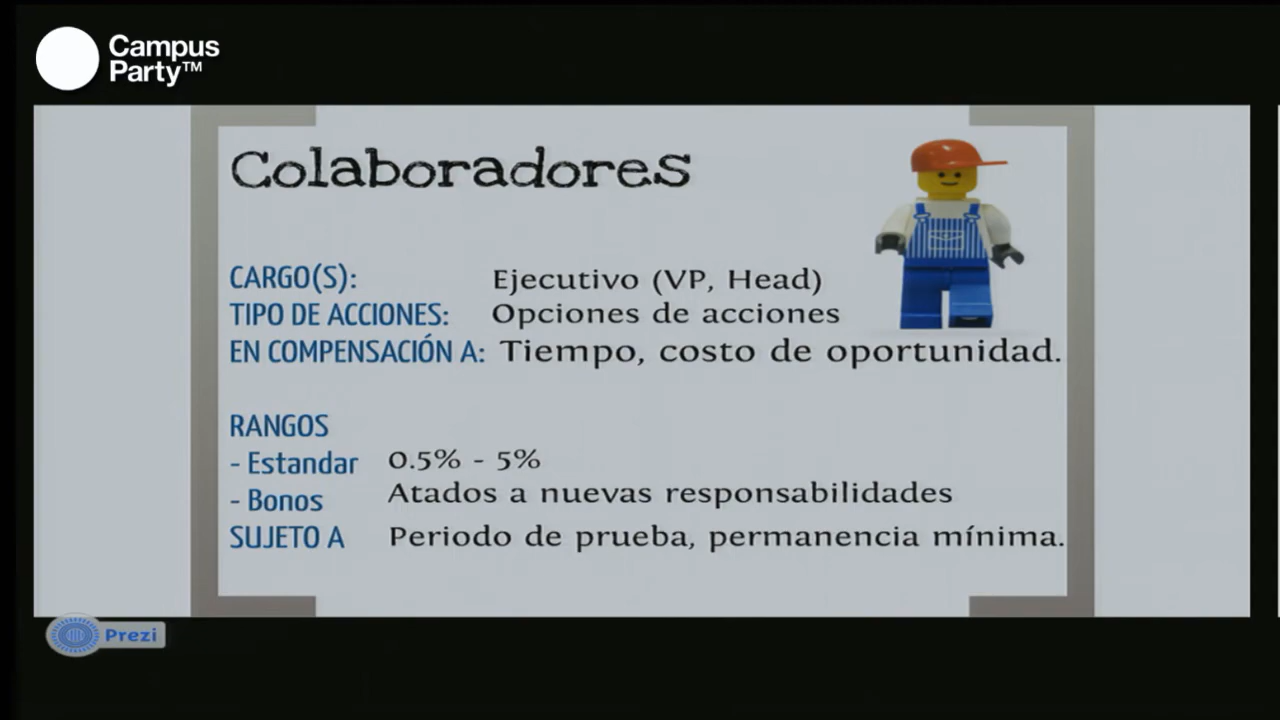 Campus
Party™
Colaboradores
CARGO(S): Ejecutivo (VP, Head)
TIPO DE ACCIONES: Opciones de acciones
EN COMPENSACIÓN A: Tiempo, costo de oportunidad.
RANGOS
- Estandar 0.5% - 5%
- Bonos Atados a nuevas responsabilidades
SUJETO A Periodo de prueba, permanencia mínima.
Prezi